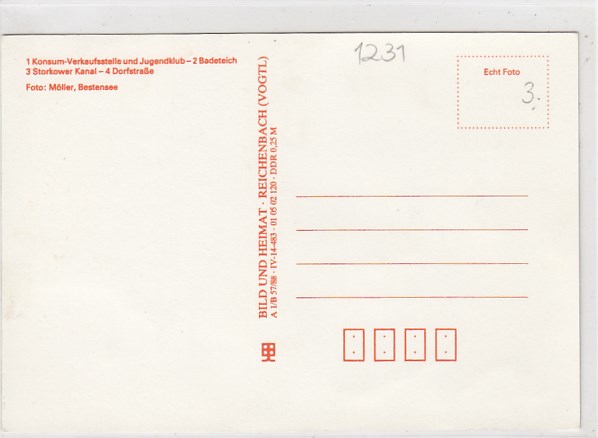 1 Konsum-Verkaufsstelle und Jugendklub – 2 Badeteich
3 Storkower Kanal – 4 Dorfstraße
Foto: Möller, Bestensee
BILD UND HEIMAT · REICHENBACH (VOGTL)
A 1/B 57/88 · IV-14-483 · 01 05 02 120 · DDR 0,25 M
1231
Echt Foto
3.-